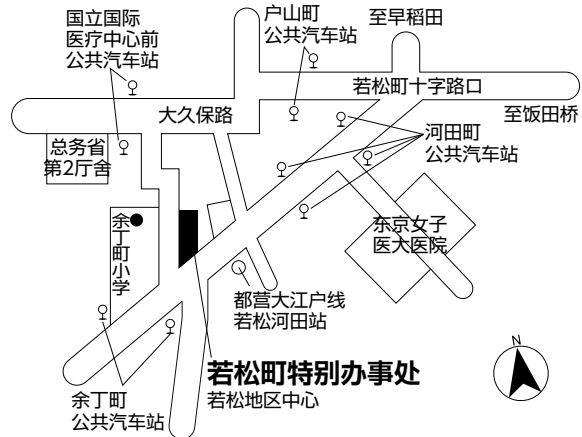 国立国际
医疗中心前
公共汽车站
户山町
公共汽车站
至早稻田
若松町十字路口
大久保路
至饭田桥
总务省
第2厅舍
河田町
公共汽车站
余丁町小学
东京女子
医大医院
都营大江户线
若松河田站
若松町特别办事处
若松地区中心
余丁町
公共汽车站
N